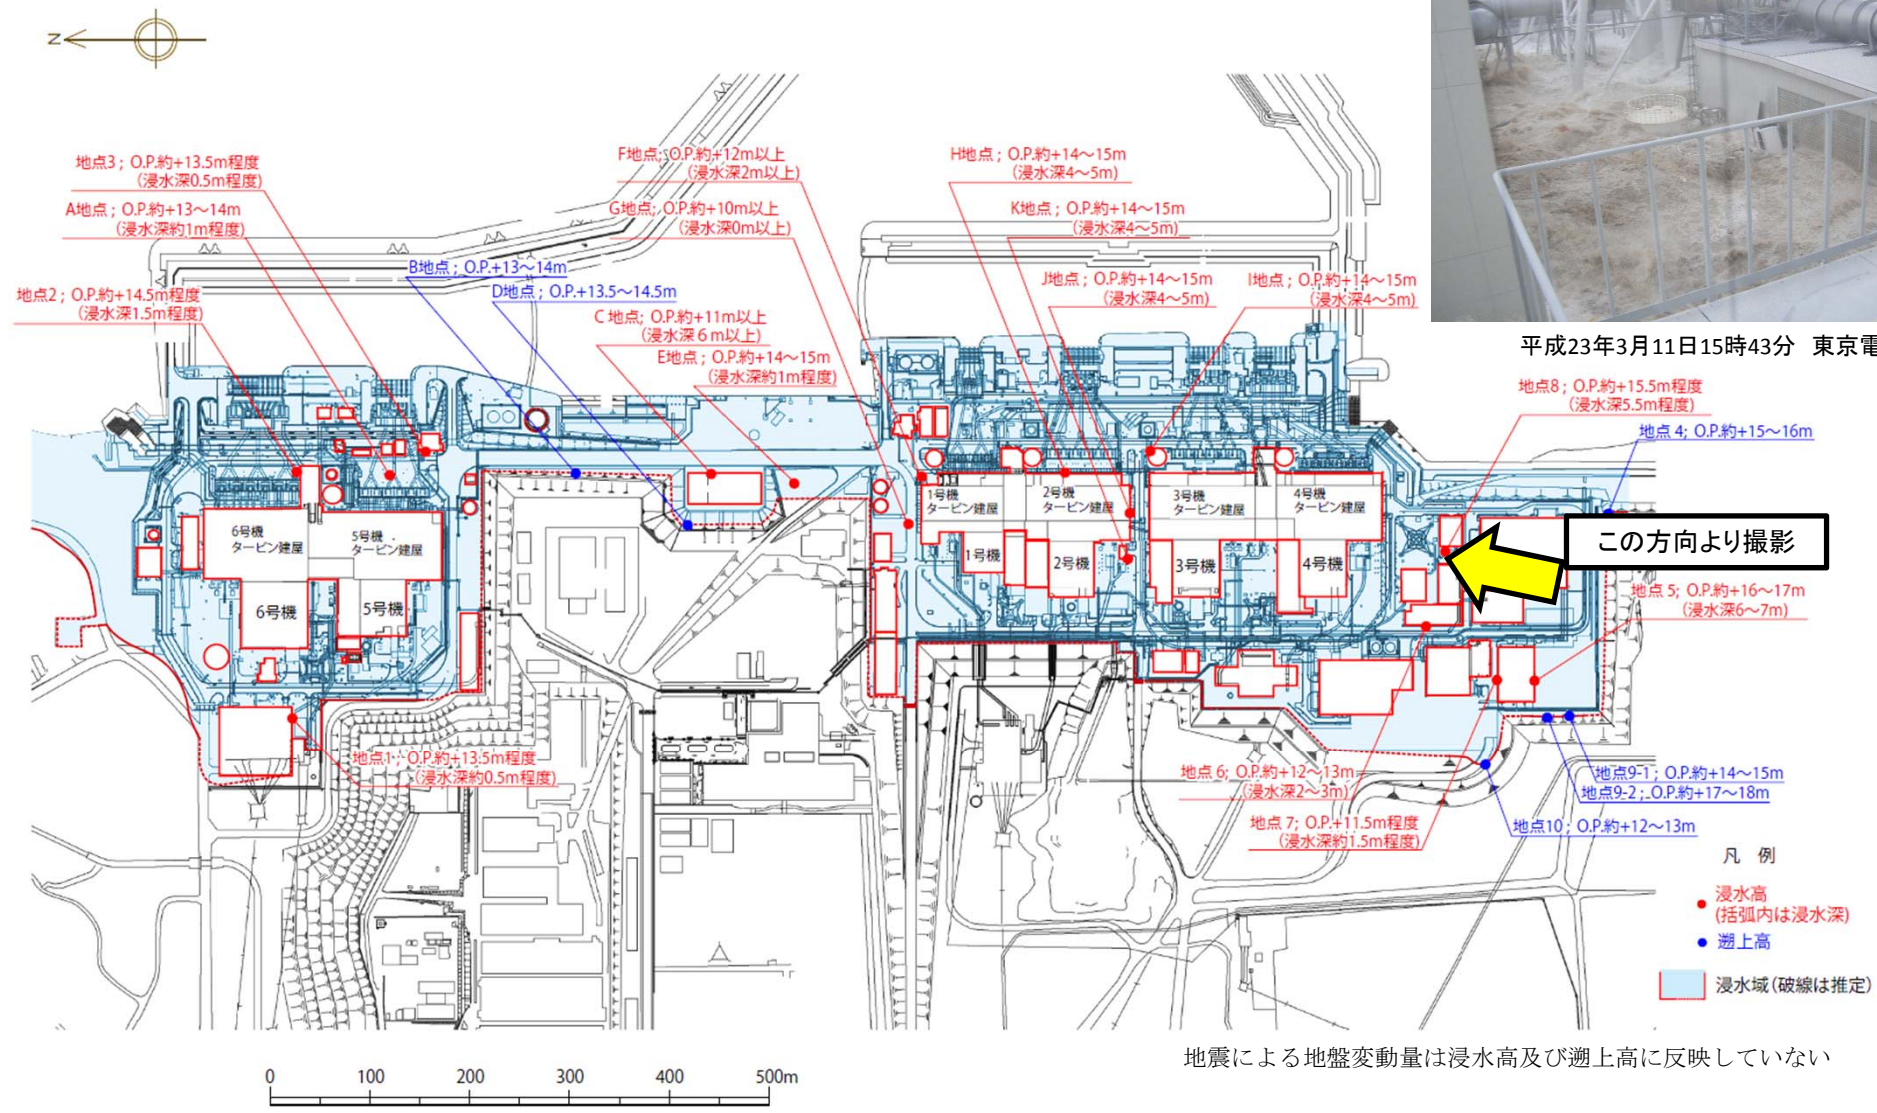 Z
平成23年3月11日15時43分 東京電
地点3 ; O.P.約+13.5m程度
(浸水深0.5m程度)
A地点 ; O.P.約+13～14m
(浸水深約1m程度)
地点2 ; O.P.約+14.5m程度
(浸水深1.5m程度)
B地点 ; O.P.+13～14m
D地点 ; O.P.+13.5～14.5m
C 地点; O.P.約+11m以上
(浸水深６m以上)
E地点 ; O.P.約+14～15m
(浸水深約1m程度)
F地点; O.P.約+12m以上
(浸水深2m以上)
G地点; O.P.約+10m以上
(浸水深0m以上)
H地点 ; O.P.約+14～15m
(浸水深4～5m)
K地点 ; O.P.約+14～15m
(浸水深4～5m)
J地点 ; O.P.約+14～15m
(浸水深4～5m)
I地点 ; O.P.約+14～15m
(浸水深4～5m)
地点8 ; O.P.約+15.5m程度
(浸水深5.5m程度)
地点 4; O.P.約+15～16m
6号機
タービン建屋
5号機
タービン建屋
6号機
5号機
1号機
タービン建屋
2号機
タービン建屋
3号機
タービン建屋
4号機
タービン建屋
1号機
2号機
3号機
4号機
この方向より撮影
地点 5; O.P.約+16～17m
(浸水深6～7m)
地点1 ; O.P.約+13.5m程度
(浸水深約0.5m程度)
地点 6; O.P.約+12～13m
(浸水深2～3m)
地点 7; O.P.+11.5m程度
(浸水深約1.5m程度)
地点9-1 ; O.P.約+14～15m
地点9-2 ; O.P.約+17～18m
地点10 ; O.P.約+12～13m
凡 例
浸水高
(括弧内は浸水深)
遡上高
浸水域(破線は推定)
地震による地盤変動量は浸水高及び遡上高に反映していない
0 100 200 300 400 500m